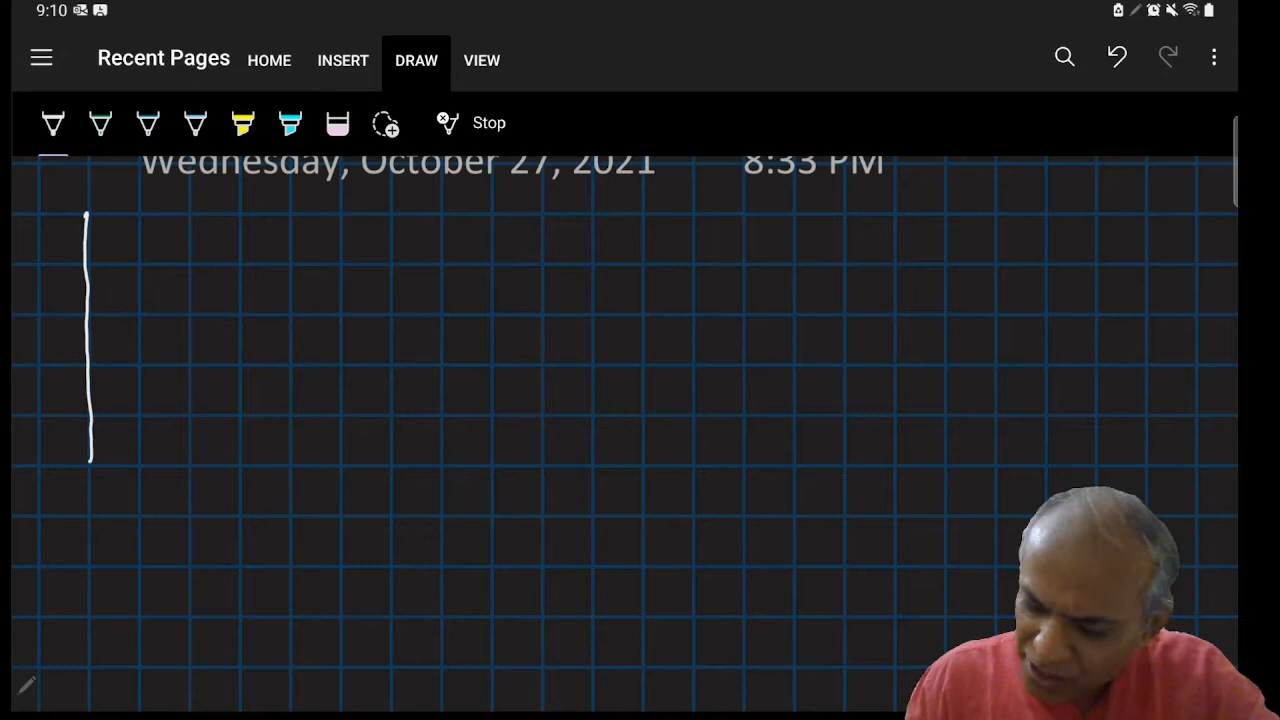 9:10
Recent Pages HOME INSERT DRAW VIEW
Stop
Wednesday, October 27, 2021 8:33 PM